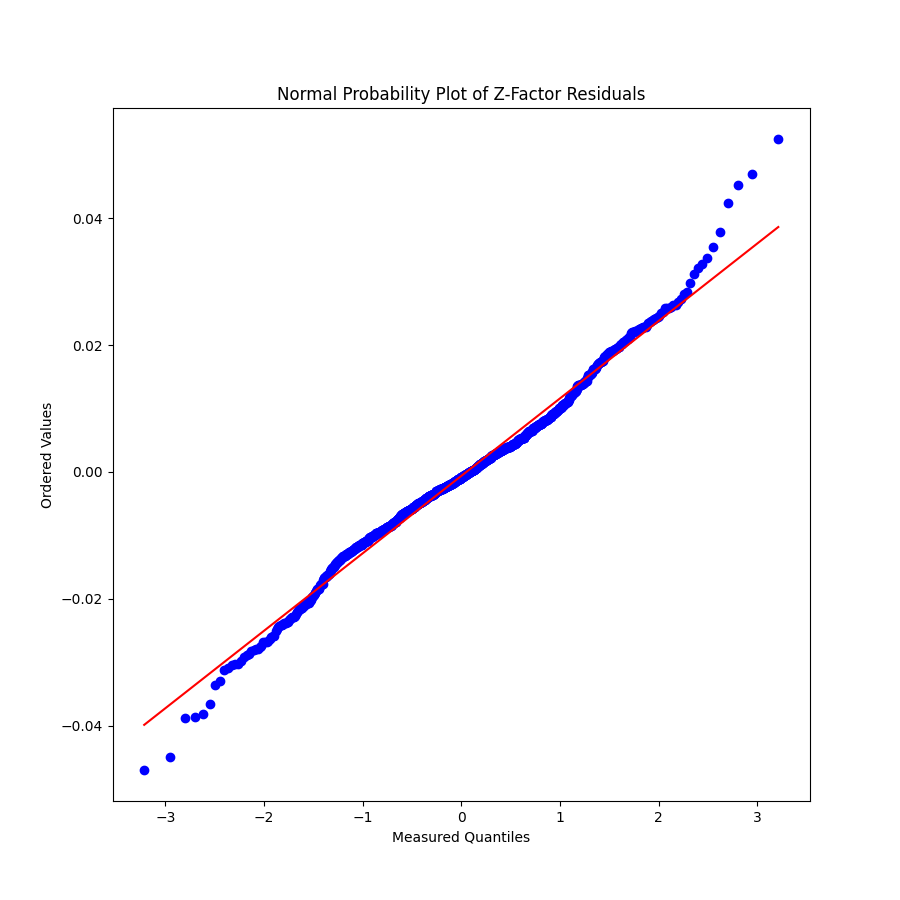 Normal Probability Plot of Z-Factor Residuals
0.04
0.02
0.00
−0.02
−0.04
Ordered Values
−3 −2 −1 0 1 2 3
Measured Quantiles